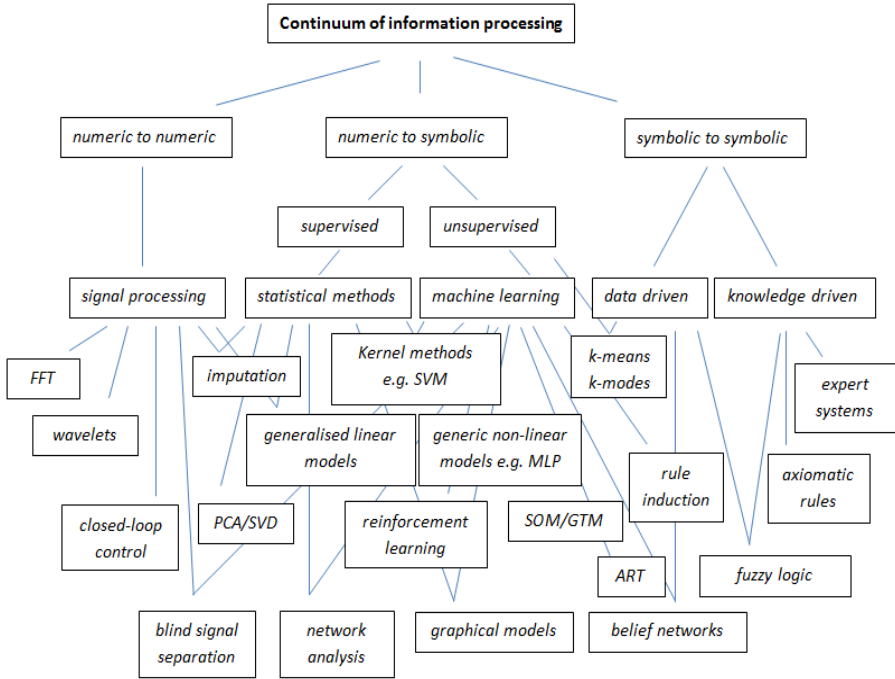 Continuum of information processing
numeric to numeric
numeric to symbolic
symbolic to symbolic
supervised
unsupervised
signal processing
statistical methods
machine learning
data driven
knowledge driven
FFT
imputation
Kernel methods
e.g. SVM
k-means
k-modes
expert
systems
wavelets
generalised linear
models
generic non-linear
models e.g. MLP
rule
induction
axiomatic
rules
closed-loop
control
PCA/SVD
reinforcement
learning
SOM/GTM
ART
fuzzy logic
blind signal
separation
network
analysis
graphical models
belief networks